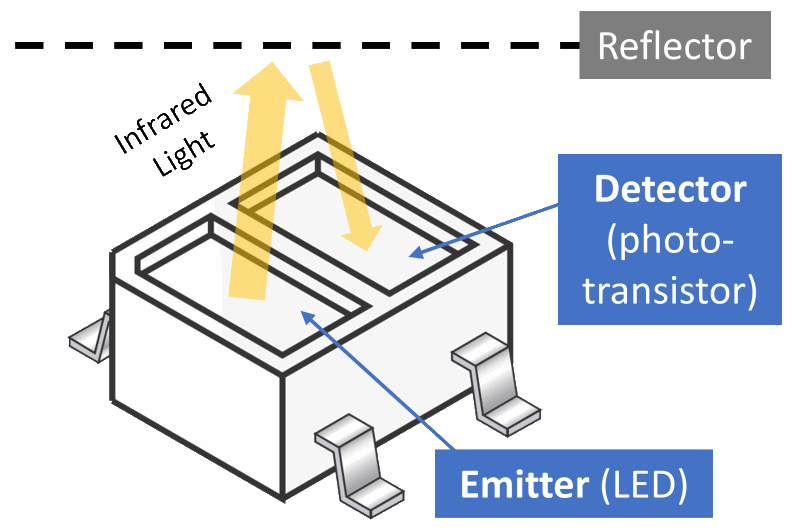 Reflector
Infrared
Light
Detector
(photo-
transistor)
Emitter (LED)